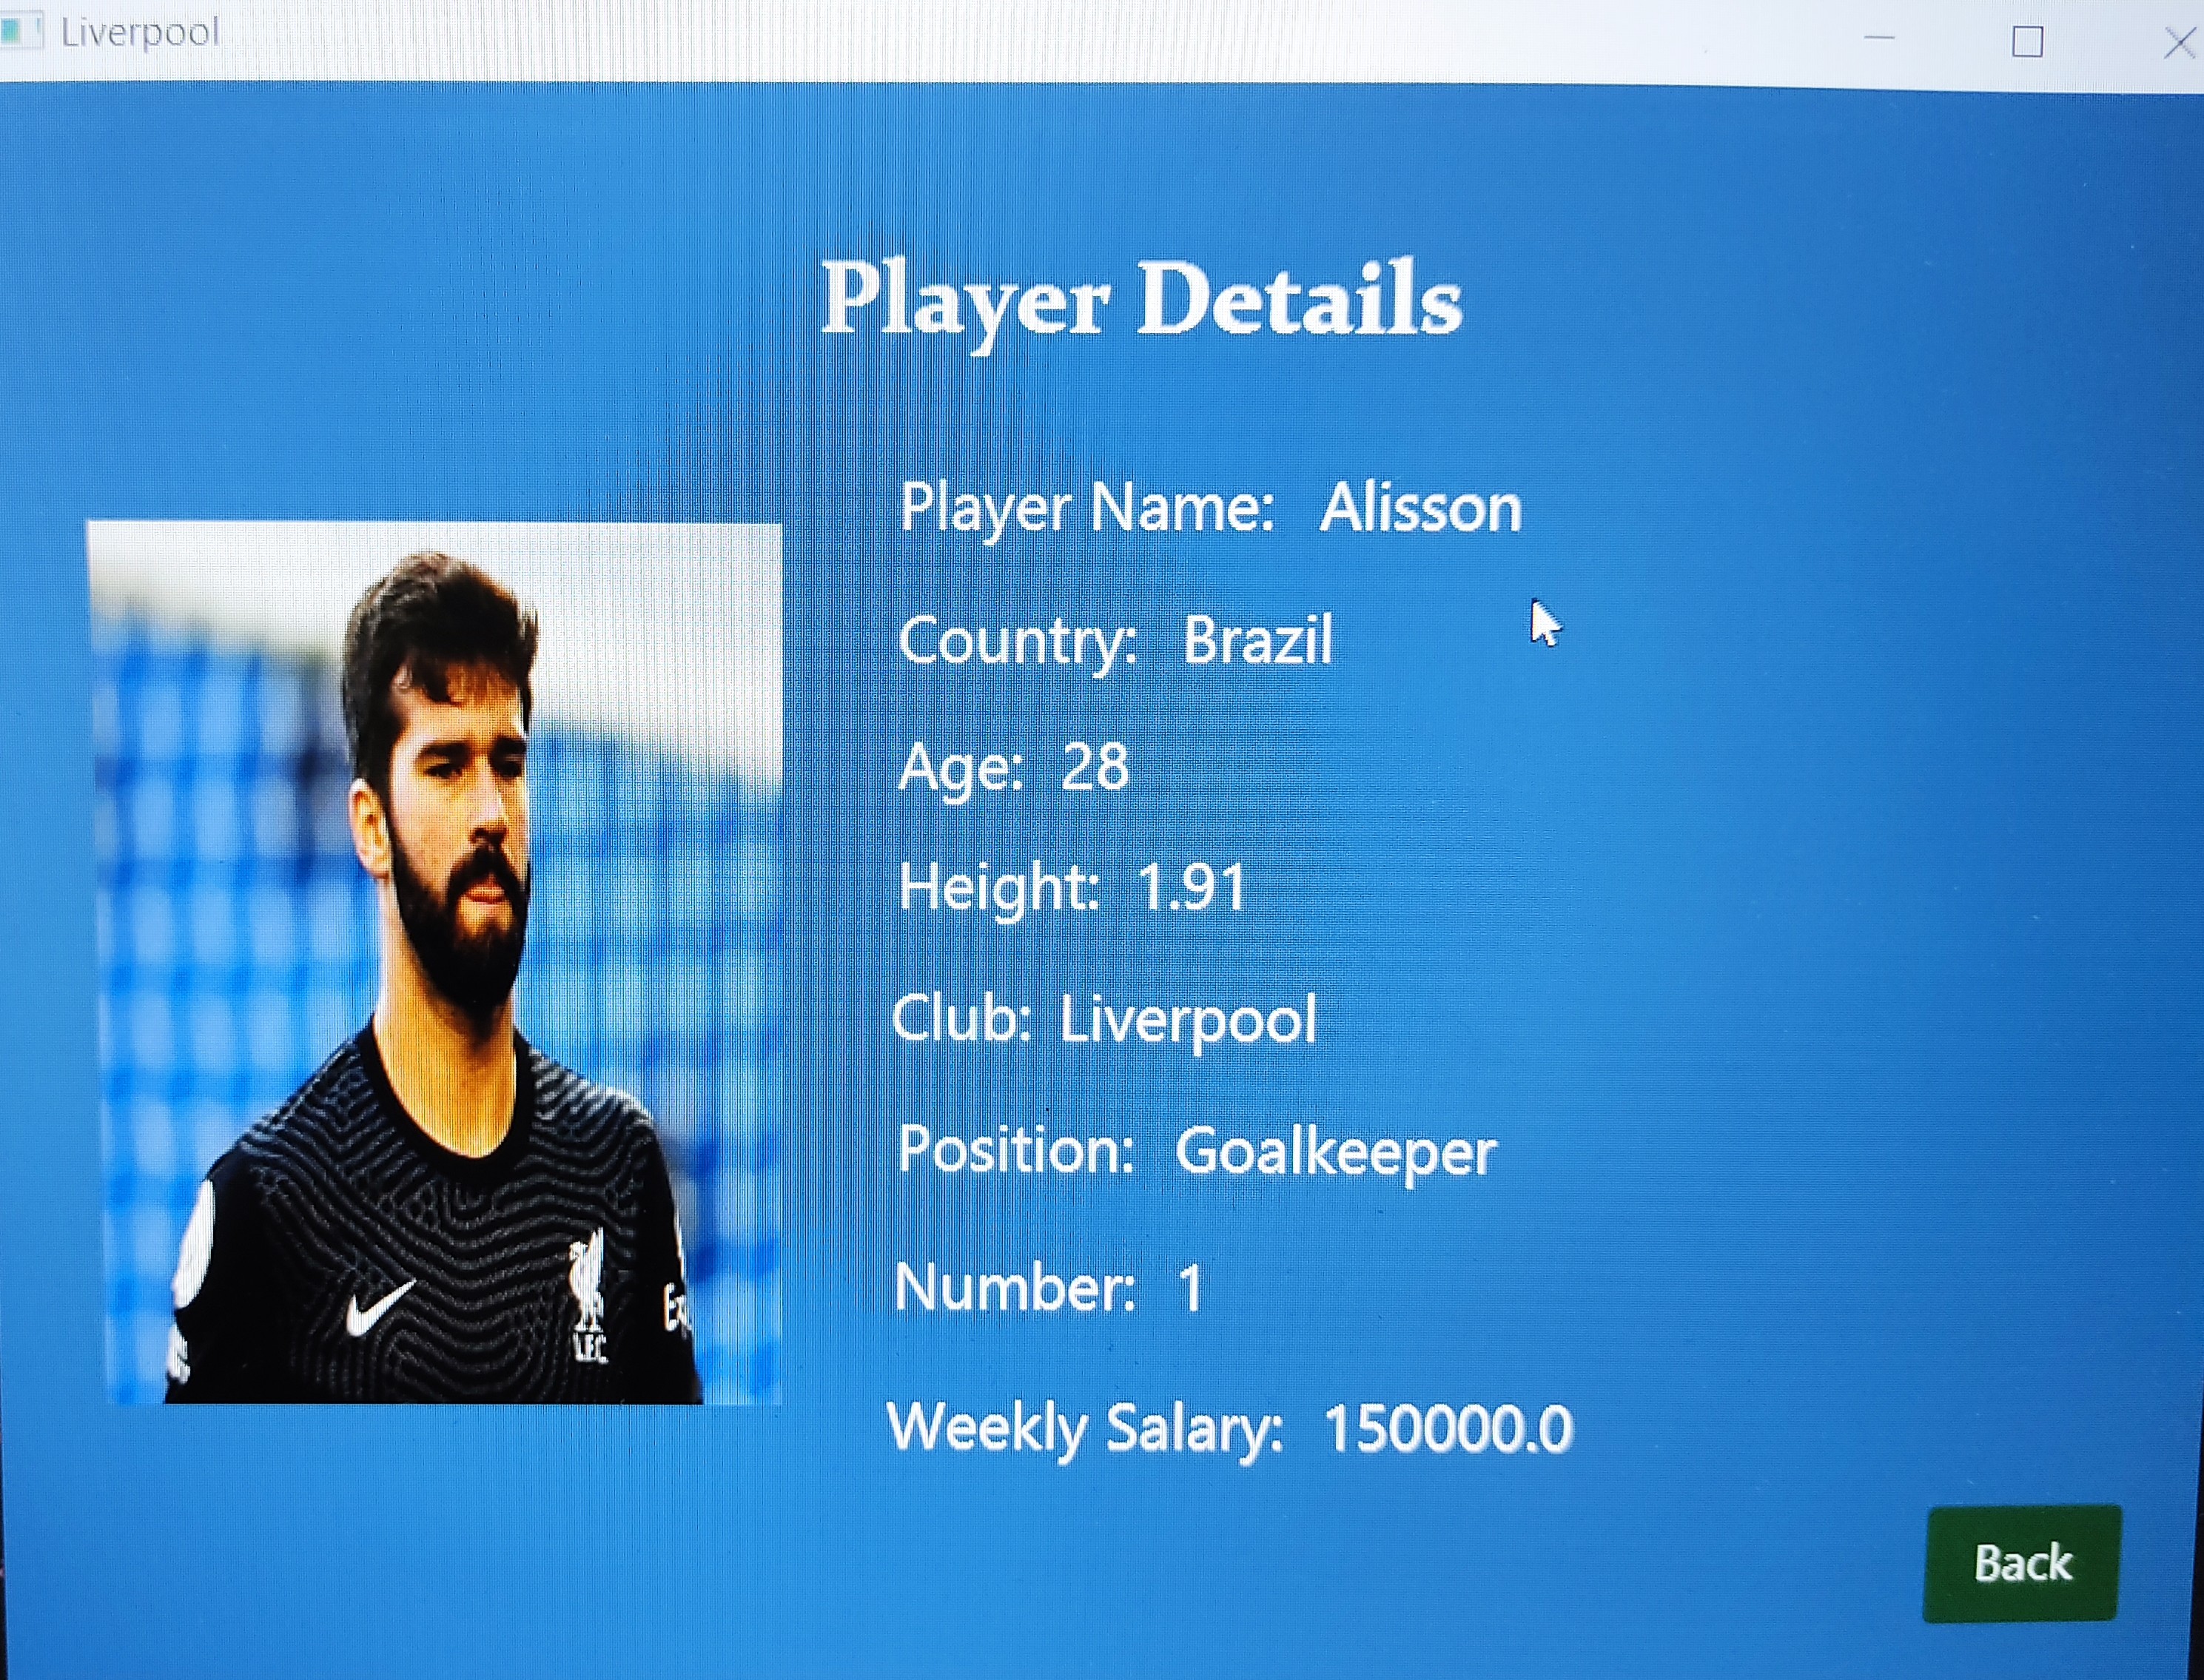 Liverpool
Player Details
Player Name: Alisson
Country: Brazil
Age: 28
Height: 1.91
Club: Liverpool
Position: Goalkeeper
Number: 1
Weekly Salary: 150000.0
L.F.C.
Back